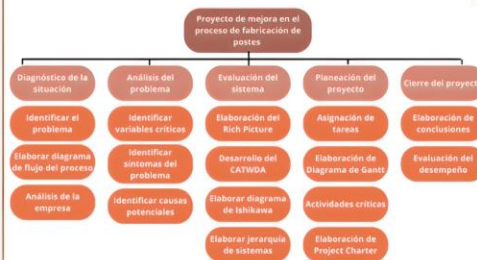 Proyecto de mejora en el
proceso de fabricación de
postes
Diagnóstico de la
situación
Análisis del
problema
Evaluación del
sistema
Planeación del
proyecto
Cierre del proyecto
Identificar el
problema
Identificar
variables críticas
Elaboración del
Rich Picture
Asignación de
tareas
Elaboración de
conclusiones
Elaborar diagrama
de flujo del proceso
Identificar
síntomas del
problema
Desarrollo del
CATWDA
Elaboración de
Diagrama de Gantt
Evaluación del
desempeño
Análisis de la
empresa
Identificar causas
potenciales
Elaborar diagrama
de Ishikawa
Actividades críticas
Elaborar jerarquía
de sistemas
Elaboración de
Project Charter